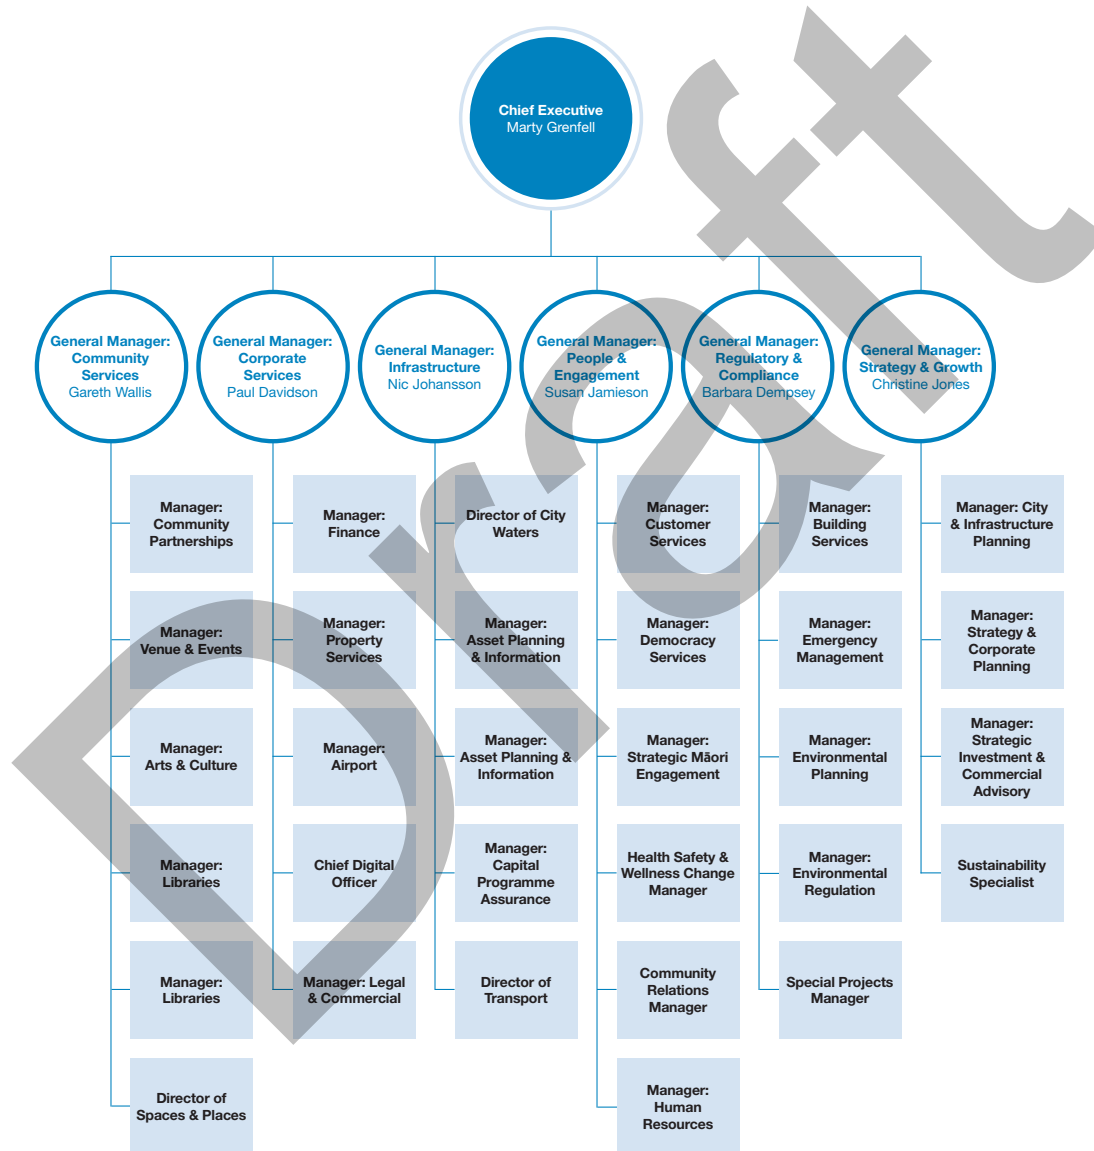 Chief Executive
Marty Grenfell
General Manager:
Community
Services
Gareth Wallis
General Manager:
Corporate
Services
Paul Davidson
General Manager:
Infrastructure
Nic Johansson
General Manager:
People &
Engagement
Susan Jamieson
General Manager:
Regulatory &
Compliance
Barbara Dempsey
General Manager:
Strategy & Growth
Christine Jones
Manager:
Community
Partnerships
Manager:
Venue & Events
Manager:
Arts & Culture
Manager:
Libraries
Manager:
Libraries
Director of
Spaces & Places
Manager:
Finance
Manager:
Property
Services
Manager:
Airport
Chief Digital
Officer
Manager: Legal
& Commercial
Director of City
Waters
Manager:
Asset Planning
& Information
Manager:
Asset Planning &
Information
Manager:
Capital
Programme
Assurance
Director of
Transport
Manager:
Customer
Services
Manager:
Democracy
Services
Manager:
Strategic Māori
Engagement
Health Safety &
Wellness Change
Manager
Community
Relations
Manager
Manager:
Human
Resources
Manager:
Building
Services
Manager:
Emergency
Management
Manager:
Environmental
Planning
Manager:
Environmental
Regulation
Special Projects
Manager
Manager: City
& Infrastructure
Planning
Manager:
Strategy &
Corporate
Planning
Manager:
Strategic
Investment &
Commercial
Advisory
Sustainability
Specialist
Draft